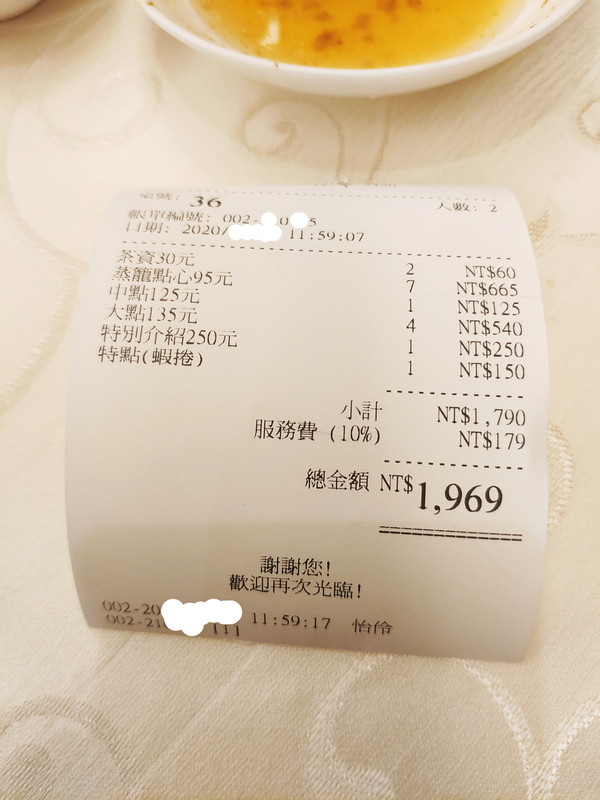 桌號: 36 人數: 2
帳單編號: 002-
日期: 2020/ 11:59:07
茶資30元 2 NT$60
蒸籠點心95元 7 NT$665
中點125元 1 NT$125
大點135元 4 NT$540
特別介紹250元 1 NT$250
特點(蝦捲) 1 NT$150
小計 NT$1,790
服務費 (10%) NT$179
總金額 NT$1,969
謝謝您!
歡迎再次光臨!
002-20 11:59:17 怡伶
002-21 [1]